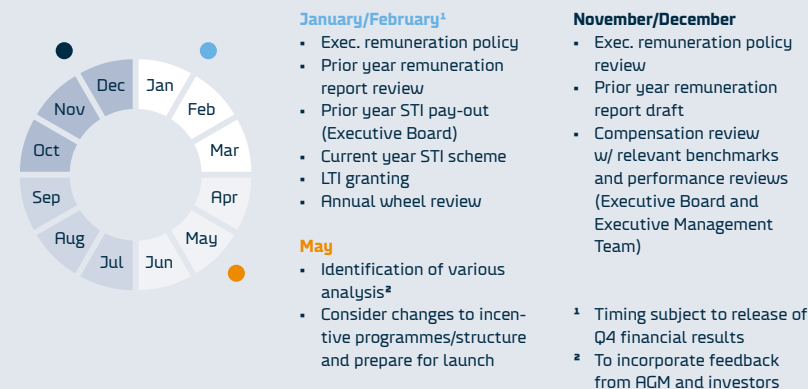 Jan
Feb
Mar
Apr
May
Jun
Jul
Aug
Sep
Oct
Nov
Dec
January/February¹
▪ Exec. remuneration policy
▪ Prior year remuneration
report review
▪ Prior year STI pay-out
(Executive Board)
▪ Current year STI scheme
▪ LTI granting
▪ Annual wheel review
May
▪ Identification of various
analysis²
▪ Consider changes to incen-
tive programmes/structure
and prepare for launch
November/December
▪ Exec. remuneration policy
review
▪ Prior year remuneration
report draft
▪ Compensation review
w/ relevant benchmarks
and performance reviews
(Executive Board and
Executive Management
Team)
¹ Timing subject to release of
Q4 financial results
² To incorporate feedback
from AGM and investors